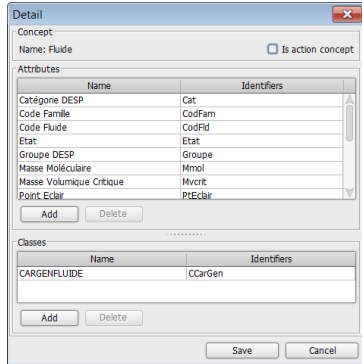 Detail
Concept
Name: Fluide Is action concept
Attributes
Name Identifiers
Catégorie DESP Cat
Code Famille CodFam
Code Fluide CodFld
Etat Etat
Groupe DESP Groupe
Masse Moléculaire Mmol
Masse Volumique Critique Mvcrit
Point Eclair PtEclair
Add Delete
Classes
Name Identifiers
CARGENFLUIDE CCarGen
Add Delete
Save Cancel